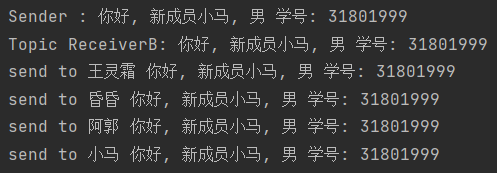 Sender : 你好, 新成员小马, 男 学号: 31801999
Topic ReceiverB: 你好, 新成员小马, 男 学号: 31801999
send to 王灵霜 你好, 新成员小马, 男 学号: 31801999
send to 昏昏 你好, 新成员小马, 男 学号: 31801999
send to 阿郭 你好, 新成员小马, 男 学号: 31801999
send to 小马 你好, 新成员小马, 男 学号: 31801999